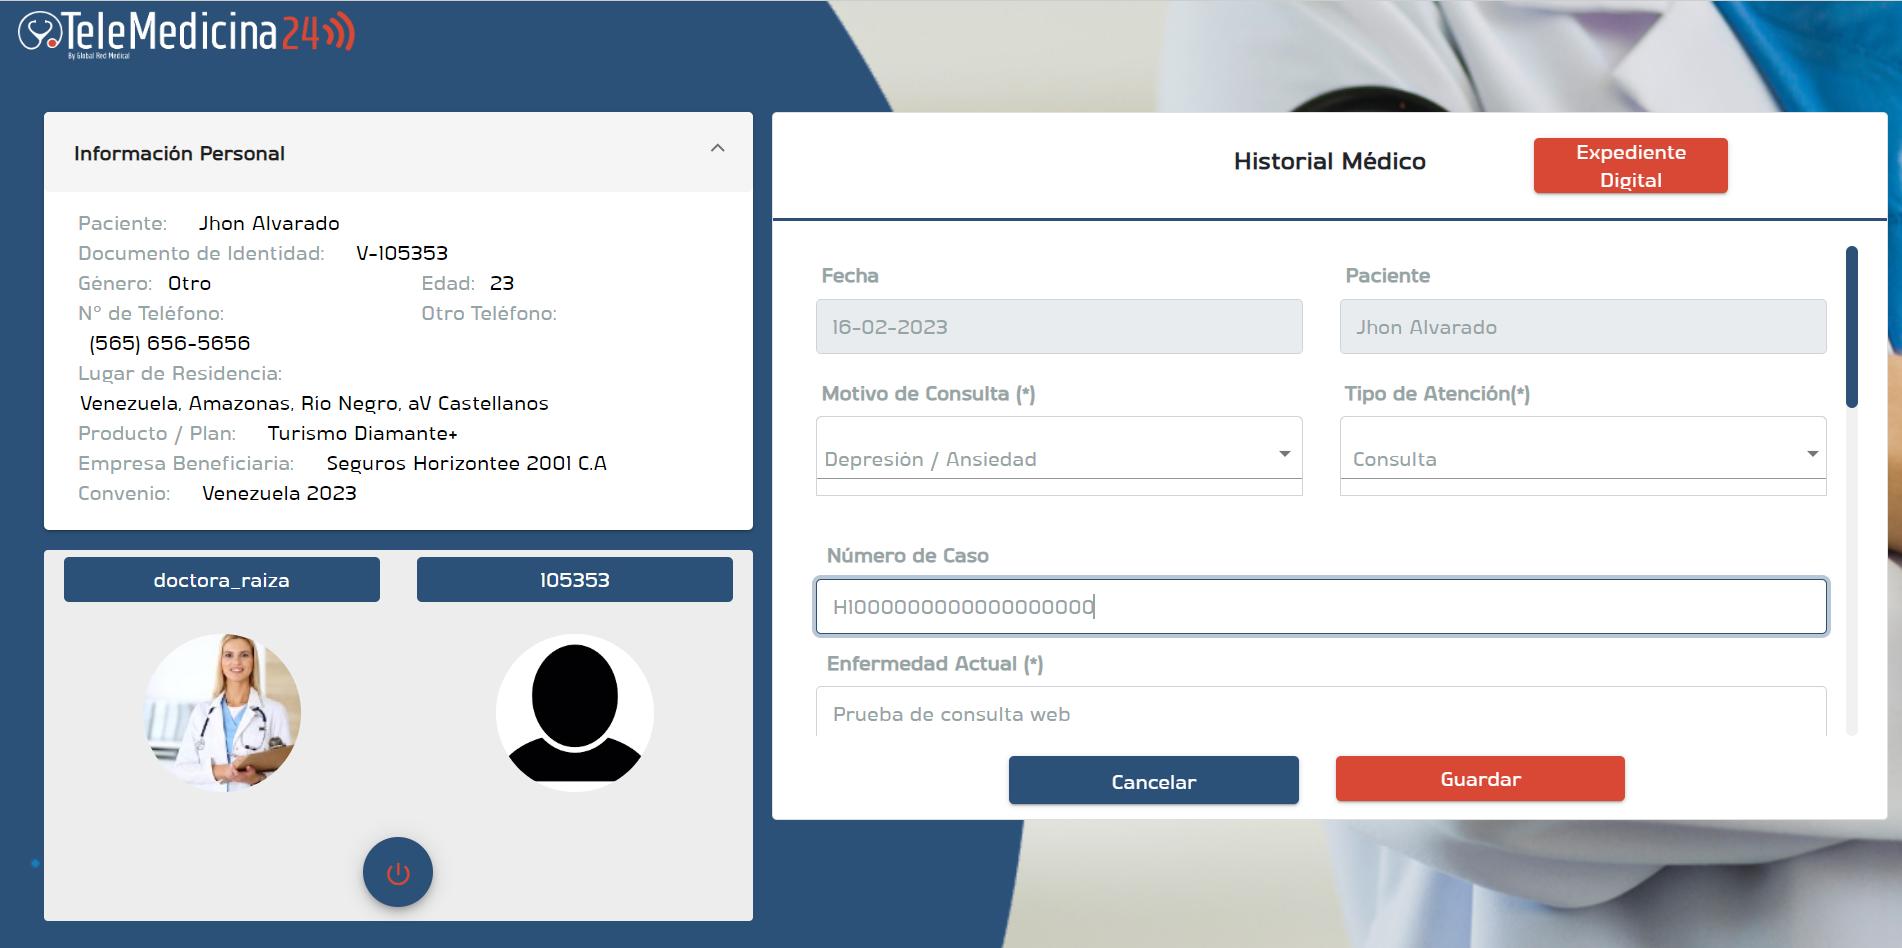 TeleMedicina24
By Global Red Medical
Información Personal
Paciente: Jhon Alvarado
Documento de Identidad: V-105353
Género: Otro Edad: 23
N° de Teléfono: Otro Teléfono:
(565) 656-5656
Lugar de Residencia:
Venezuela, Amazonas, Rio Negro, aV Castellanos
Producto / Plan: Turismo Diamante+
Empresa Beneficiaria: Seguros Horizontee 2001 C.A
Convenio: Venezuela 2023
doctora_raiza 105353
Historial Médico
Expediente
Digital
Fecha Paciente
16-02-2023 Jhon Alvarado
Motivo de Consulta (*) Tipo de Atención(*)
Depresión / Ansiedad Consulta
Número de Caso
H1000000000000000000
Enfermedad Actual (*)
Prueba de consulta web
Cancelar Guardar